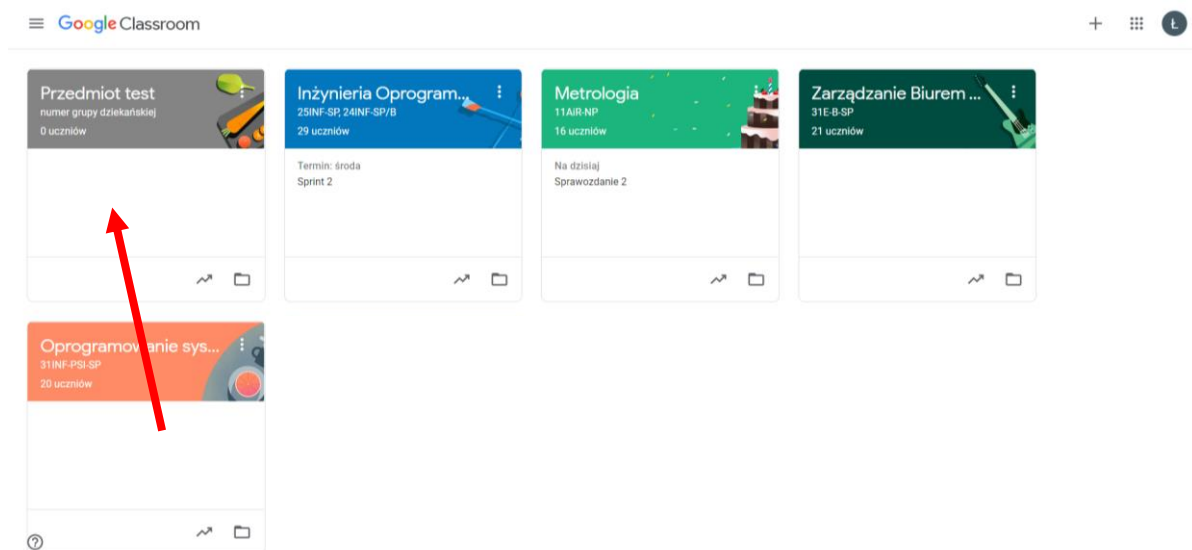 Google Classroom
Ł
Przedmiot test
numer grupy dziekańskiej
0 uczniów
Inżynieria Oprogram...
25INF-SP, 24INF-SP/B
29 uczniów
Termin: środa
Sprint 2
Metrologia
11AiR-NP
16 uczniów
Na dzisiaj
Sprawozdanie 2
Zarządzanie Biurem ...
31E-B-SP
21 uczniów
Oprogramowanie sys...
31INF-PSI-SP
20 uczniów